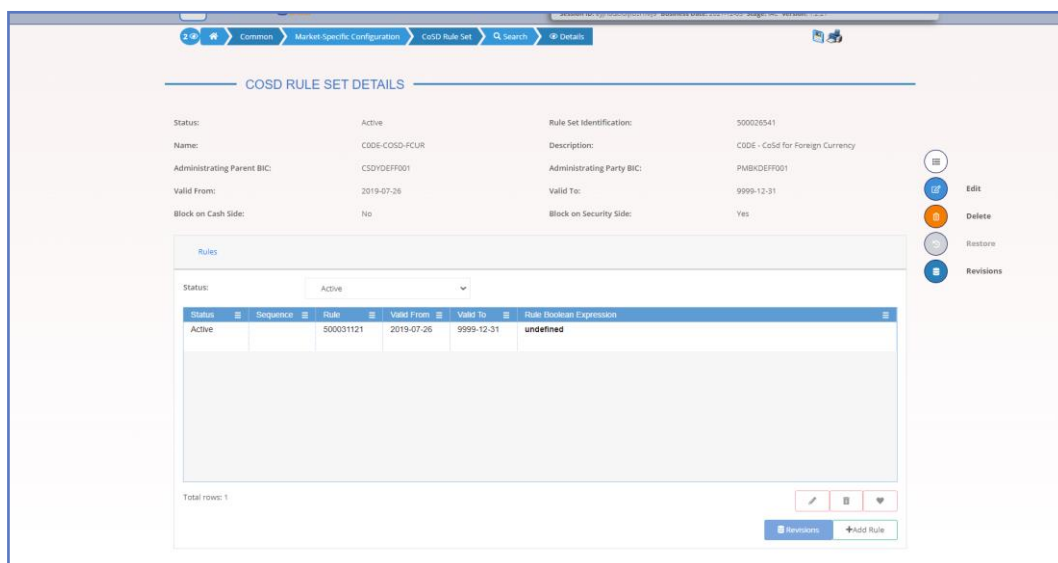 2
Common
Market-Specific Configuration
CoSD Rule Set
Search
Details
COSD RULE SET DETAILS
Status: Active Rule Set Identification: 500026541
Name: C0DE-COSD-FCUR Description: C0DE - CoSd for Foreign Currency
Administrating Parent BIC: CSDYDEFF001 Administrating Party BIC: PMBKDEFF001
Valid From: 2019-07-26 Valid To: 9999-12-31
Block on Cash Side: No Block on Security Side: Yes
Edit
Delete
Restore
Revisions
Rules
Status: Active
Status Sequence Rule Valid From Valid To Rule Boolean Expression
Active 500031121 2019-07-26 9999-12-31 undefined
Total rows: 1
Revisions
+Add Rule